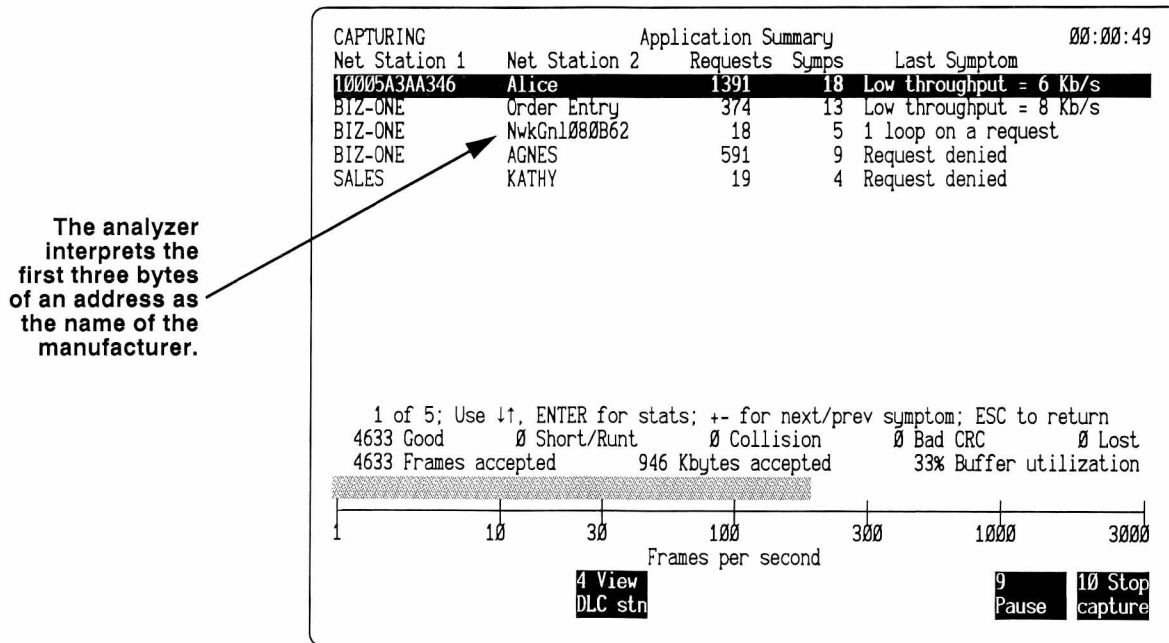 CAPTURING Application Summary 00:00:49
Net Station 1 Net Station 2 Requests Symps Last Symptom
10005A3AA346 Alice 1391 18 Low throughput = 6 Kb/s
BIZ-ONE Order Entry 374 13 Low throughput = 8 Kb/s
BIZ-ONE NwkGnl080B62 18 5 1 loop on a request
BIZ-ONE AGNES 591 9 Request denied
SALES KATHY 19 4 Request denied
The analyzer
interprets the
first three bytes
of an address as
the name of the
manufacturer.
1 of 5; Use ↓↑, ENTER for stats; +- for next/prev symptom; ESC to return
4633 Good 0 Short/Runt 0 Collision 0 Bad CRC 0 Lost
4633 Frames accepted 946 Kbytes accepted 33% Buffer utilization
1 10 30 100 300 1000 3000
Frames per second
4 View
DLC stn
9
Pause
10 Stop
capture